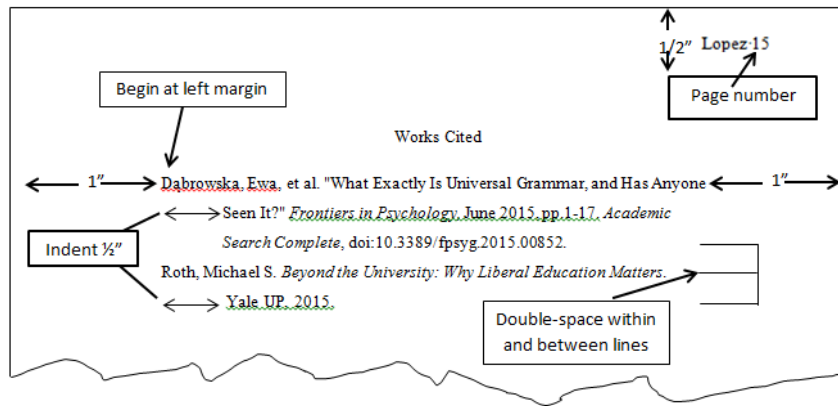 1/2” Lopez·15
Begin at left margin
Page number
Works Cited
1” Dąbrowska, Ewa, et al. "What Exactly Is Universal Grammar, and Has Anyone 1”
Seen It?" Frontiers in Psychology, June 2015, pp.1-17. Academic
Indent ½”
Search Complete, doi:10.3389/fpsyg.2015.00852.
Roth, Michael S. Beyond the University: Why Liberal Education Matters.
Yale UP, 2015.
Double-space within
and between lines